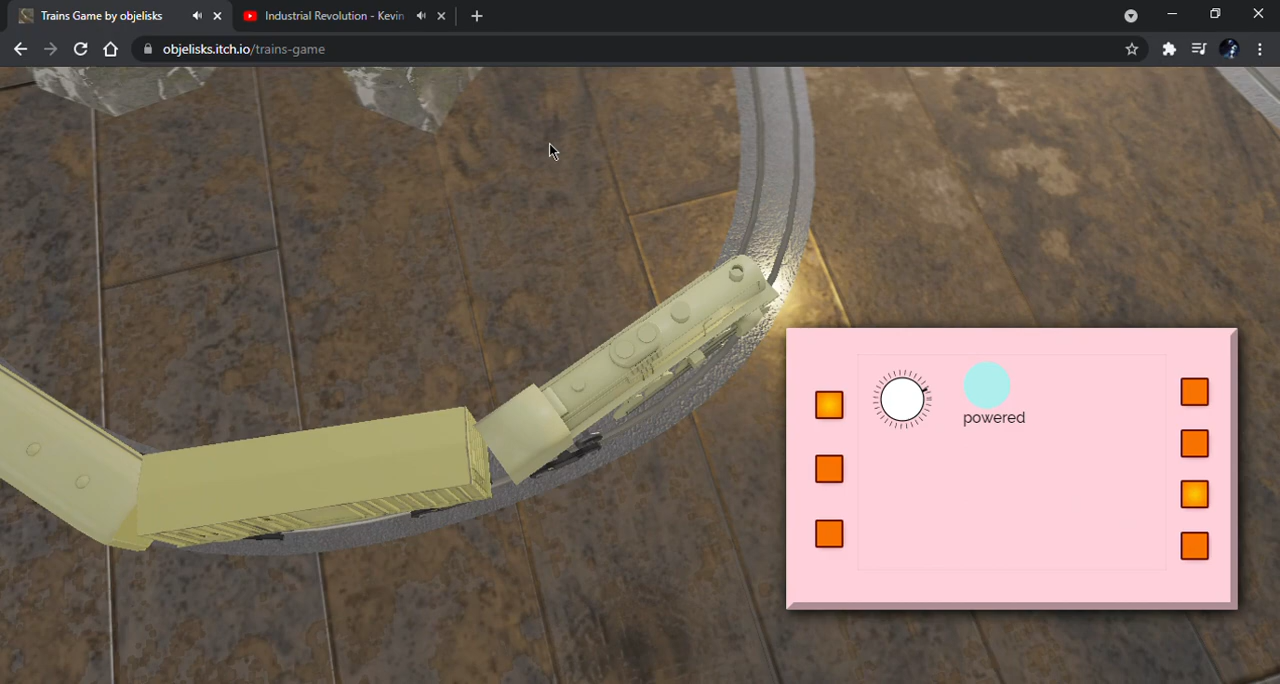 Trains Game by objelisks
Industrial Revolution - Kevin
objelisks.itch.io/trains-game
powered